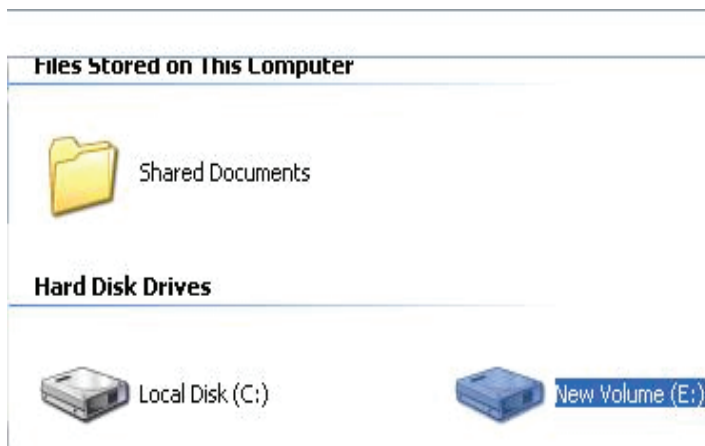 Files Stored on This Computer
Shared Documents
Hard Disk Drives
Local Disk (C:)
New Volume (E:)